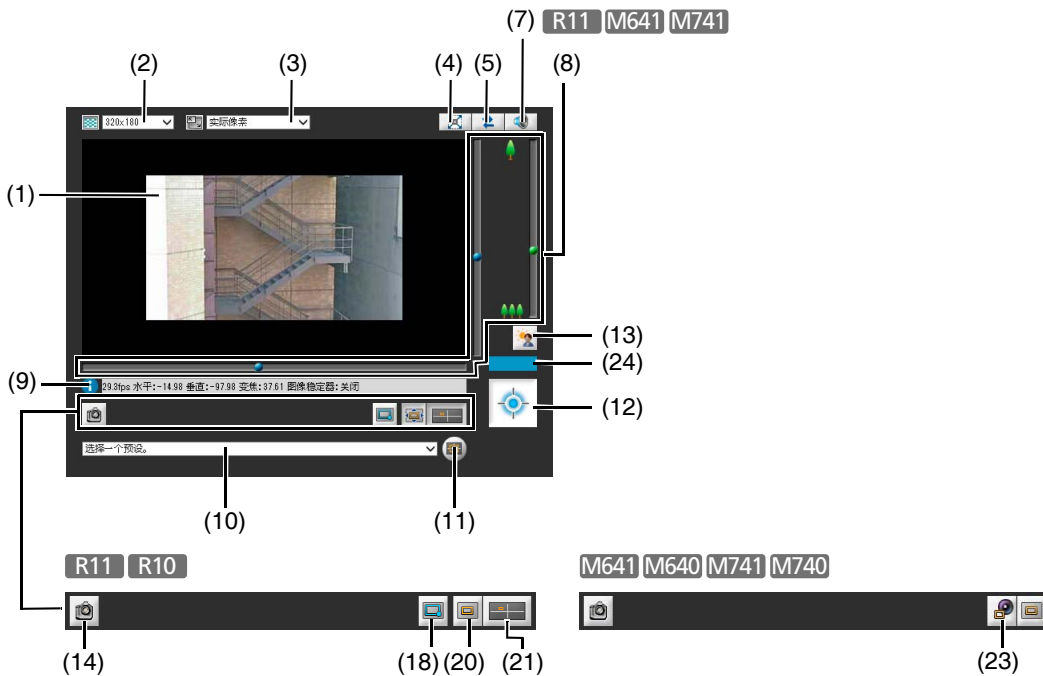 (7) R11 M641 M741
(2) (3) (4) (5) (8)
320x180 实际像素
(1)
(13)
(24)
(9) i 29.3fps 水平:-14.98 垂直:-97.98 变焦:37.61 图像稳定器:关闭
(12)
选择一个预设。
(10) (11)
R11 R10
M641 M640 M741 M740
(14) (18) (20) (21) (23)